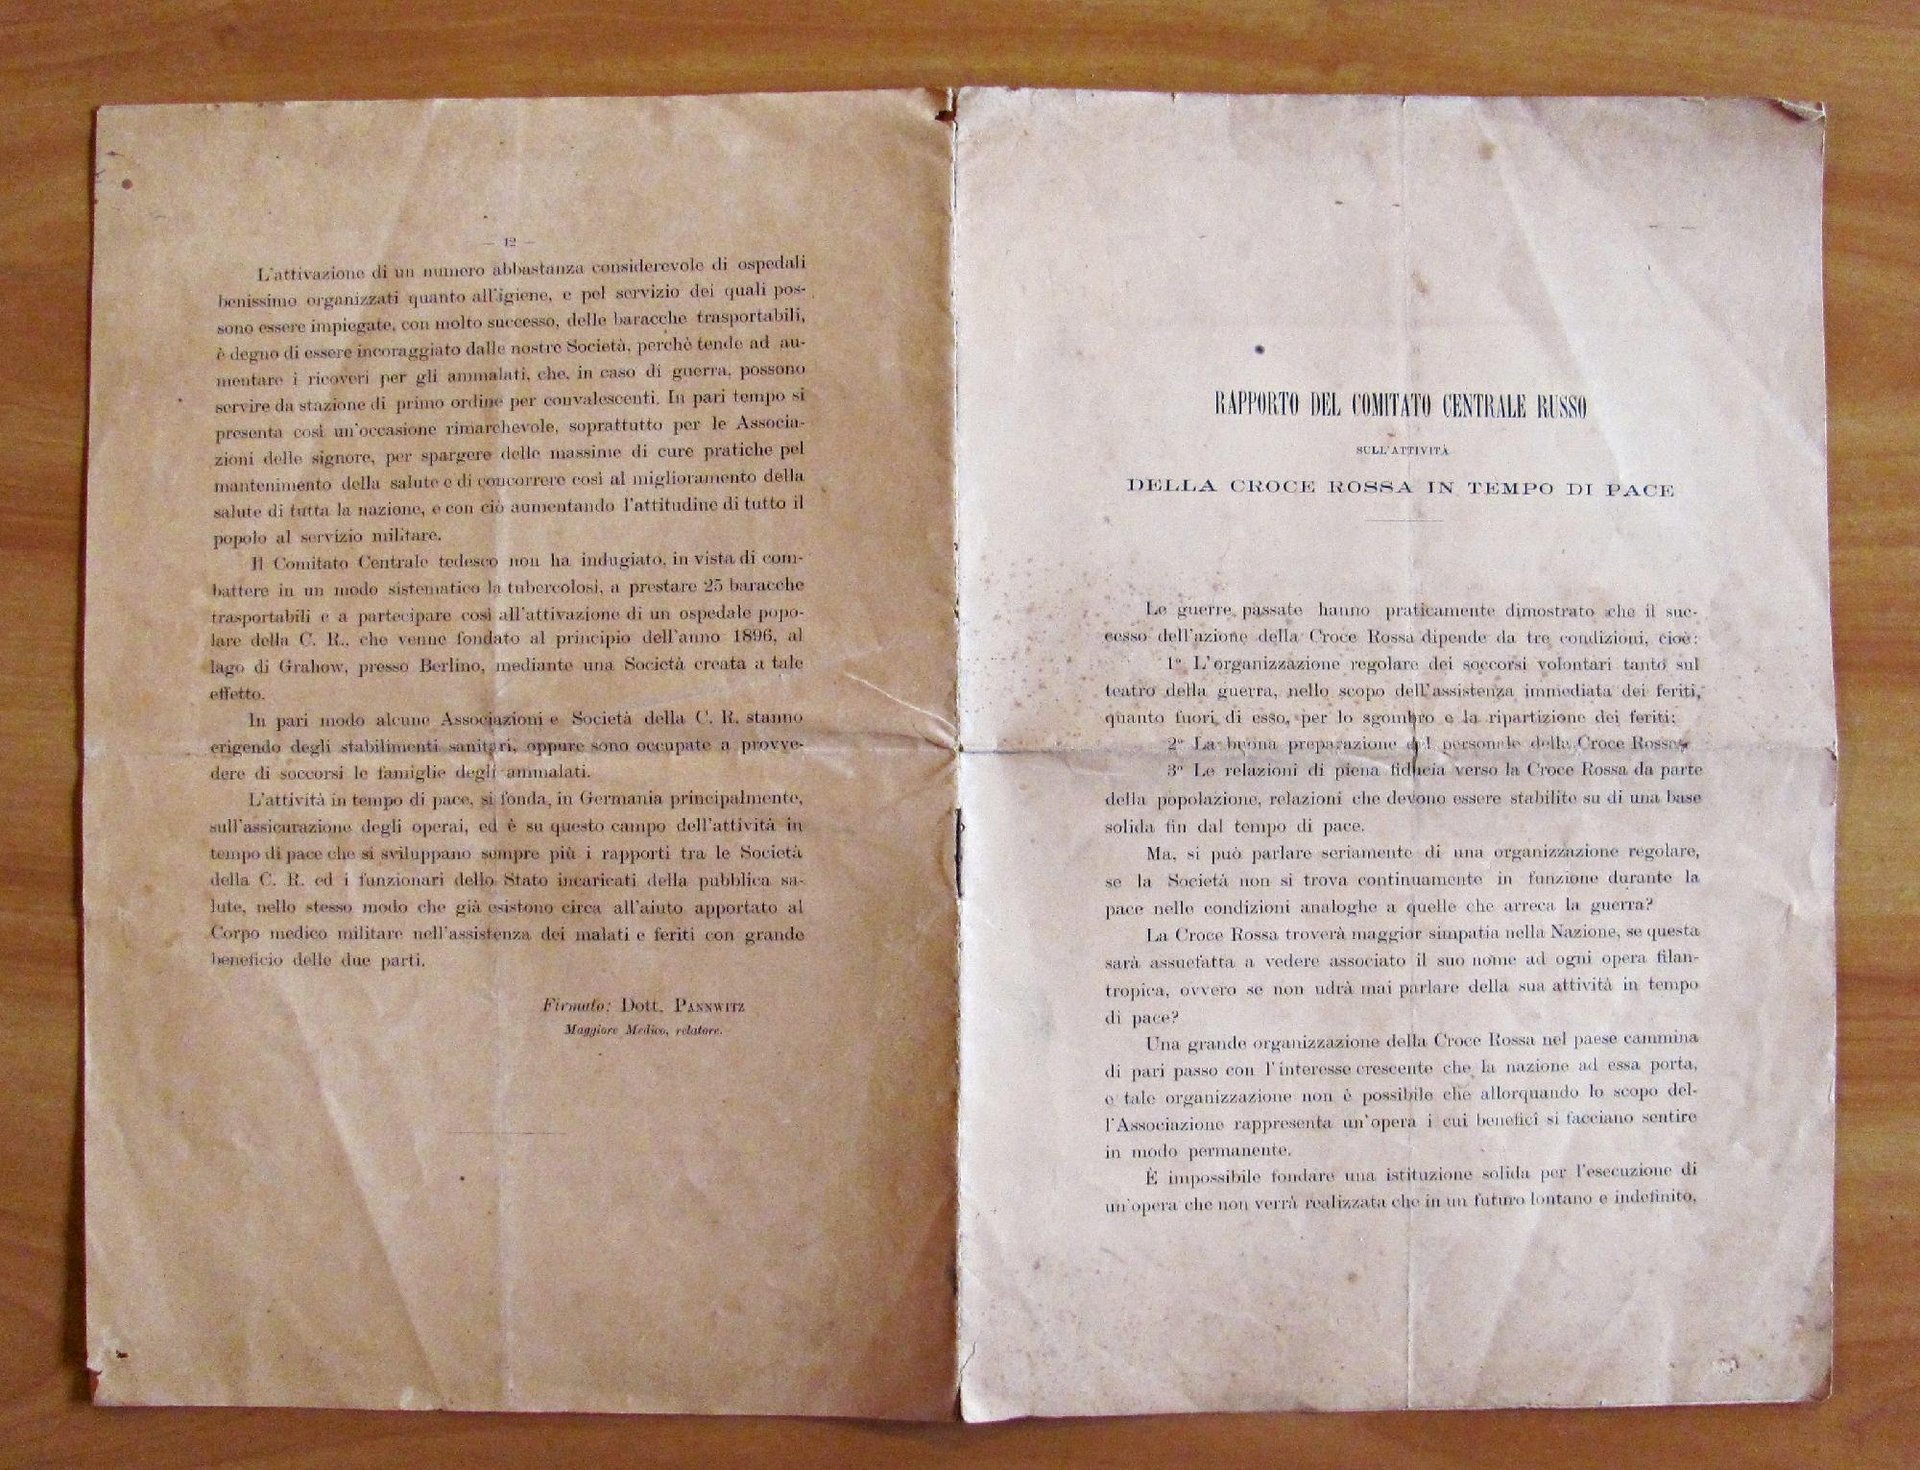 — 12 —
L'attivazione di un numero abbastanza considerevole di ospedali
benissimo organizzati quanto all'igiene, e pel servizio dei quali pos-
sono essere impiegate, con molto successo, delle baracche trasportabili,
è degno di essere incoraggiato dalle nostre Società, perchè tende ad au-
mentare i ricoveri per gli ammalati, che, in caso di guerra, possono
servire da stazione di primo ordine per convalescenti. In pari tempo si
presenta così un'occasione rimarchevole, soprattutto per le Associa-
zioni delle signore, per spargere delle massime di cure pratiche pel
mantenimento della salute e di concorrere così al miglioramento della
salute di tutta la nazione, e con ciò aumentando l'attitudine di tutto il
popolo al servizio militare.
Il Comitato Centrale tedesco non ha indugiato, in vista di com-
battere in un modo sistematico la tubercolosi, a prestare 25 baracche
trasportabili e a partecipare così all'attivazione di un ospedale popo-
lare della C. R., che venne fondato al principio dell'anno 1896, al
lago di Grahow, presso Berlino, mediante una Società creata a tale
effetto.
In pari modo alcune Associazioni e Società della C. R. stanno
erigendo degli stabilimenti sanitari, oppure sono occupate a provve-
dere di soccorsi le famiglie degli ammalati.
L'attività in tempo di pace, si fonda, in Germania principalmente,
sull'assicurazione degli operai, ed è su questo campo dell'attività in
tempo di pace che si sviluppano sempre più i rapporti tra le Società
della C. R. ed i funzionari dello Stato incaricati della pubblica sa-
lute, nello stesso modo che già esistono circa all'aiuto apportato al
Corpo medico militare nell'assistenza dei malati e feriti con grande
beneficio delle due parti.
Firmato: Dott. PANNWITZ
Maggiore Medico, relatore.
RAPPORTO DEL COMITATO CENTRALE RUSSO
SULL'ATTIVITÀ
DELLA CROCE ROSSA IN TEMPO DI PACE
Le guerre passate hanno praticamente dimostrato che il suc-
cesso dell'azione della Croce Rossa dipende da tre condizioni, cioè:
1° L'organizzazione regolare dei soccorsi volontari tanto sul
teatro della guerra, nello scopo dell'assistenza immediata dei feriti,
quanto fuori di esso, per lo sgombro e la ripartizione dei feriti;
2° La buona preparazione del personale della Croce Rossa;
3° Le relazioni di piena fiducia verso la Croce Rossa da parte
della popolazione, relazioni che devono essere stabilite su di una base
solida fin dal tempo di pace.
Ma, si può parlare seriamente di una organizzazione regolare,
se la Società non si trova continuamente in funzione durante la
pace nelle condizioni analoghe a quelle che arreca la guerra?
La Croce Rossa troverà maggior simpatia nella Nazione, se questa
sarà assuefatta a vedere associato il suo nome ad ogni opera filan-
tropica, ovvero se non udrà mai parlare della sua attività in tempo
di pace?
Una grande organizzazione della Croce Rossa nel paese cammina
di pari passo con l'interesse crescente che la nazione ad essa porta,
e tale organizzazione non è possibile che allorquando lo scopo del-
l'Associazione rappresenta un'opera i cui benefici si facciano sentire
in modo permanente.
È impossibile fondare una istituzione solida per l'esecuzione di
un'opera che non verrà realizzata che in un futuro lontano e indefinito,